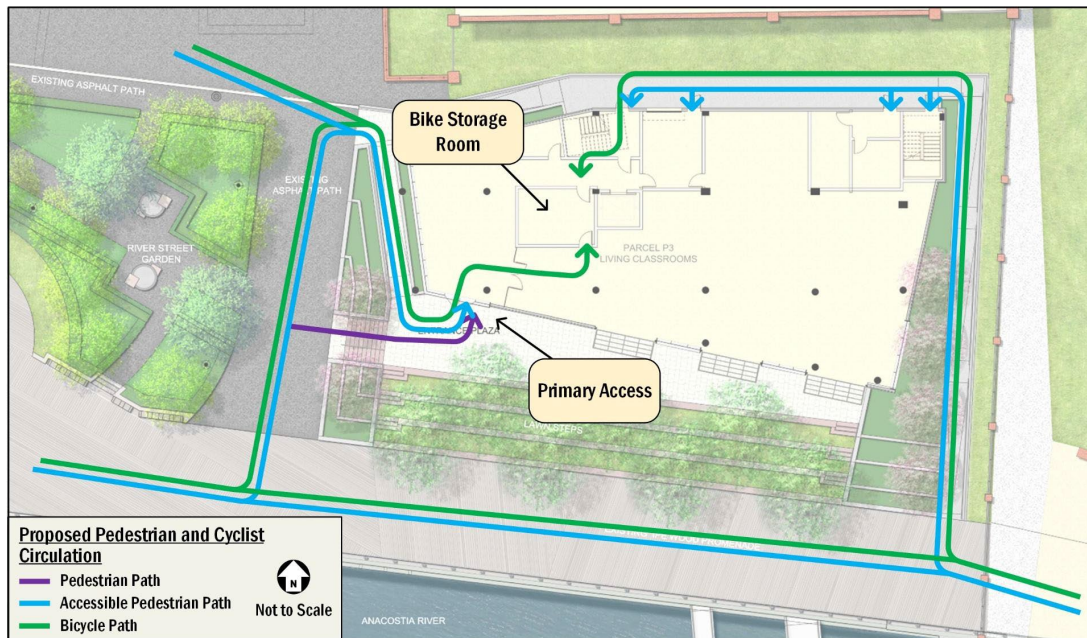 EXISTING ASPHALT PATH
EXISTING
ASPHALT PATH
RIVER STREET
GARDEN
Bike Storage
Room
PARCEL P3
LIVING CLASSROOMS
ENTRANCE PLAZA
Primary Access
LAWN STEPS
Proposed Pedestrian and Cyclist
Circulation
Pedestrian Path
Accessible Pedestrian Path
Bicycle Path
N
Not to Scale
ANACOSTIA RIVER